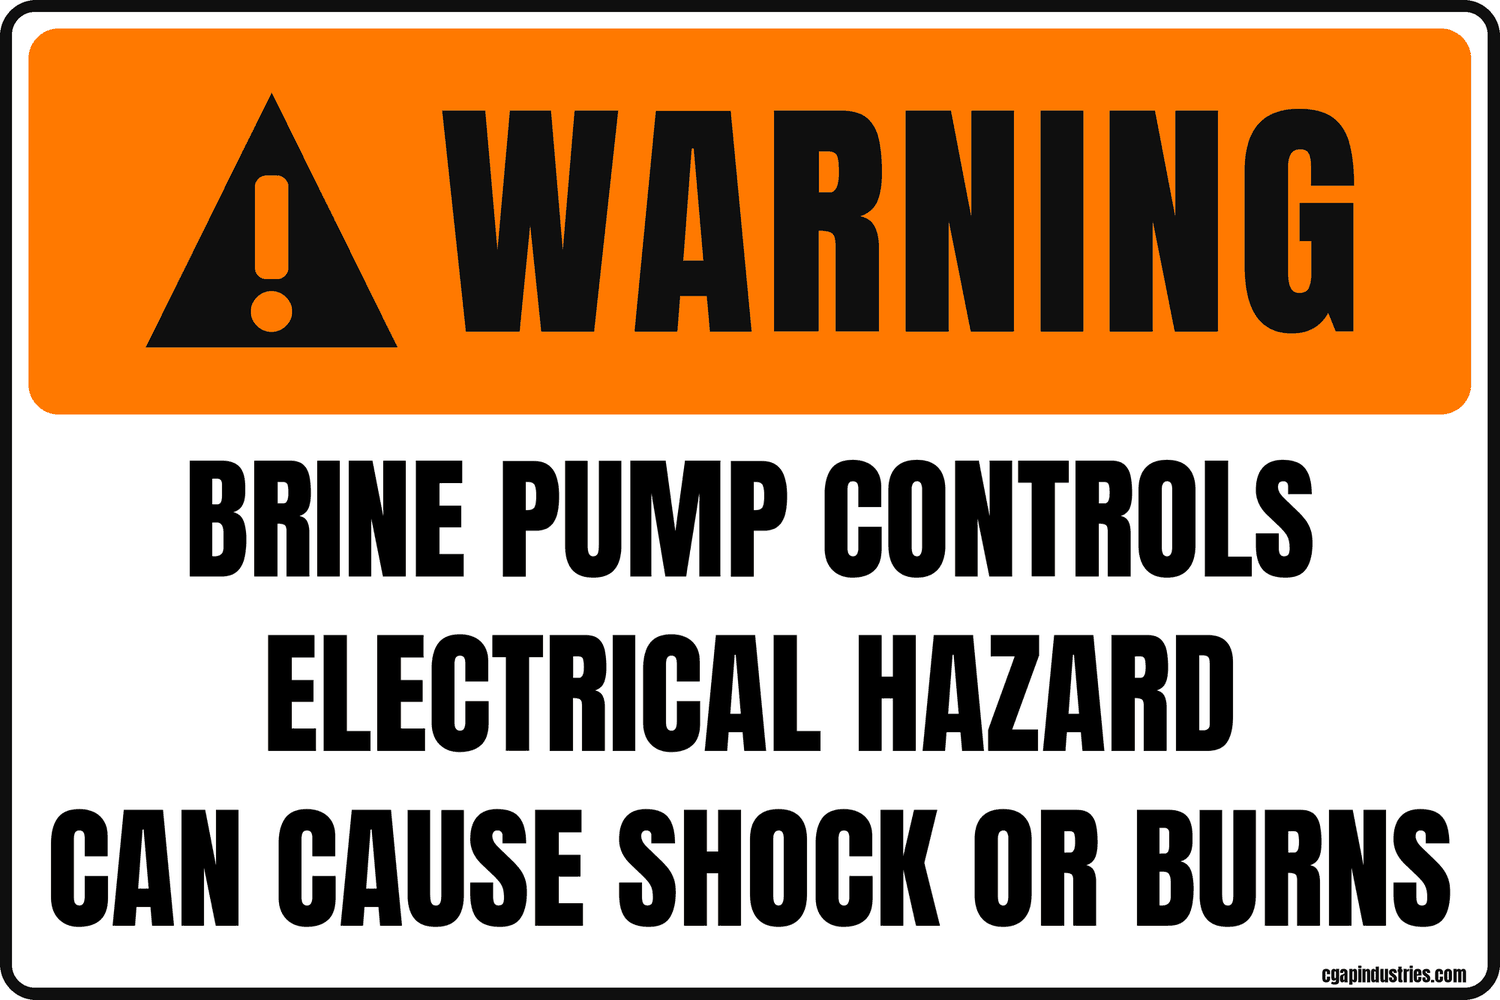 WARNING
BRINE PUMP CONTROLS
ELECTRICAL HAZARD
CAN CAUSE SHOCK OR BURNS
cgapindustries.com